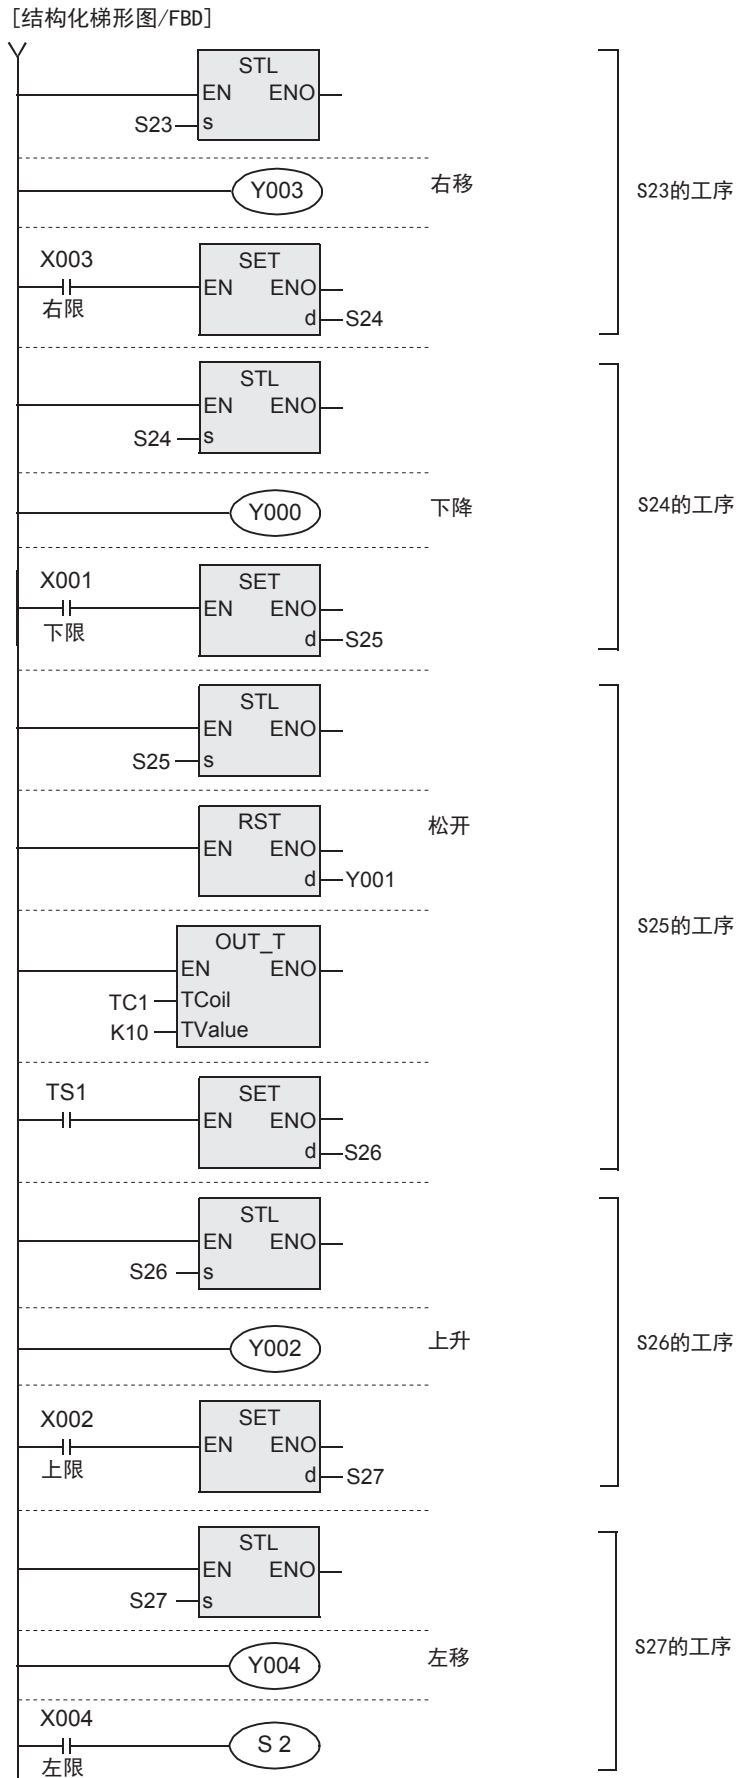 [结构化梯形图/FBD]
STL
EN ENO
S23 s
Y003 右移
S23的工序
X003 SET
EN ENO
右限 d S24
STL
EN ENO
S24 s
Y000 下降
S24的工序
X001 SET
EN ENO
下限 d S25
STL
EN ENO
S25 s
RST 松开
EN ENO
d Y001
S25的工序
OUT_T
EN ENO
TC1 TCoil
K10 TValue
TS1 SET
EN ENO
d S26
STL
EN ENO
S26 s
Y002 上升
S26的工序
X002 SET
EN ENO
上限 d S27
STL
EN ENO
S27 s
Y004 左移
S27的工序
X004
S 2
左限